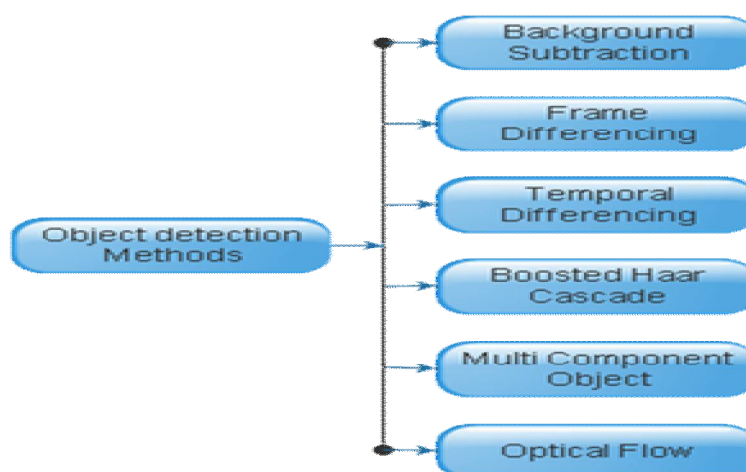 Background
Subtraction
Frame
Differencing
Temporal
Differencing
Object detection
Methods
Boosted Haar
Cascade
Multi Component
Object
Optical Flow